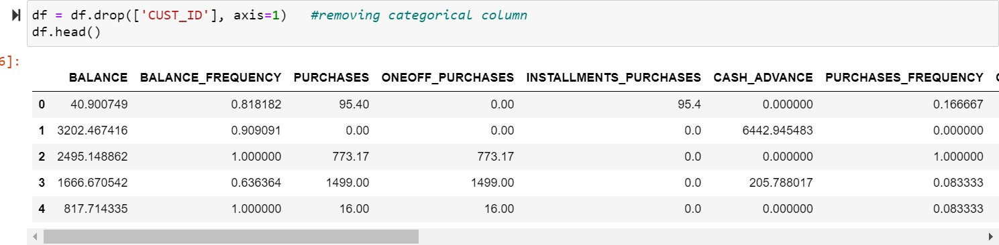 df = df.drop(['CUST_ID'], axis=1)   #removing categorical column
df.head()
6]:
BALANCE BALANCE_FREQUENCY PURCHASES ONEOFF_PURCHASES INSTALLMENTS_PURCHASES CASH_ADVANCE PURCHASES_FREQUENCY
0 40.900749 0.818182 95.40 0.00 95.4 0.000000 0.166667
1 3202.467416 0.909091 0.00 0.00 0.0 6442.945483 0.000000
2 2495.148862 1.000000 773.17 773.17 0.0 0.000000 1.000000
3 1666.670542 0.636364 1499.00 1499.00 0.0 205.788017 0.083333
4 817.714335 1.000000 16.00 16.00 0.0 0.000000 0.083333